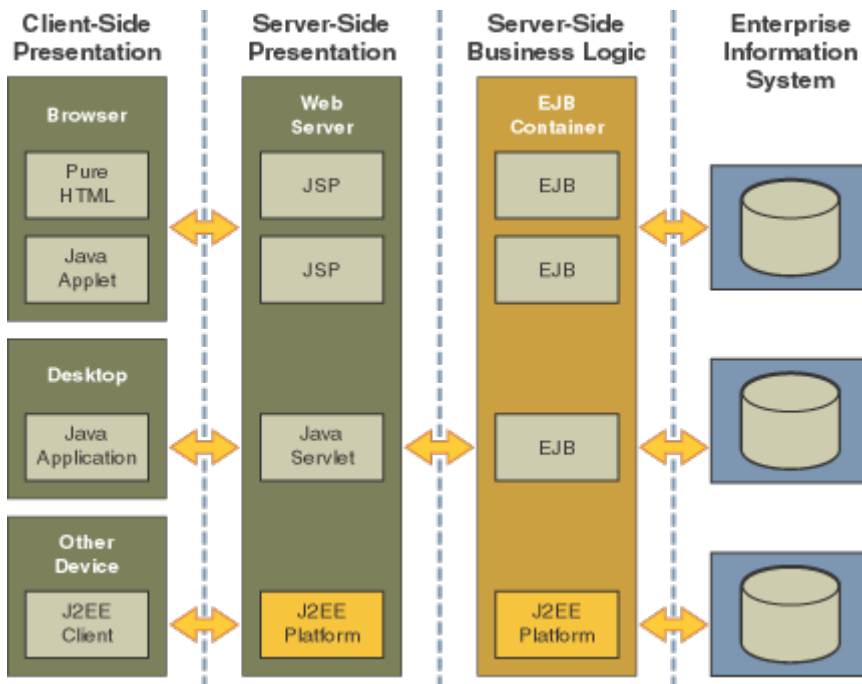 Client-Side
Presentation
Server-Side
Presentation
Server-Side
Business Logic
Enterprise
Information
System
Browser
Pure
HTML
Java
Applet
Desktop
Java
Application
Other
Device
J2EE
Client
Web
Server
JSP
JSP
Java
Servlet
J2EE
Platform
EJB
Container
EJB
EJB
EJB
J2EE
Platform